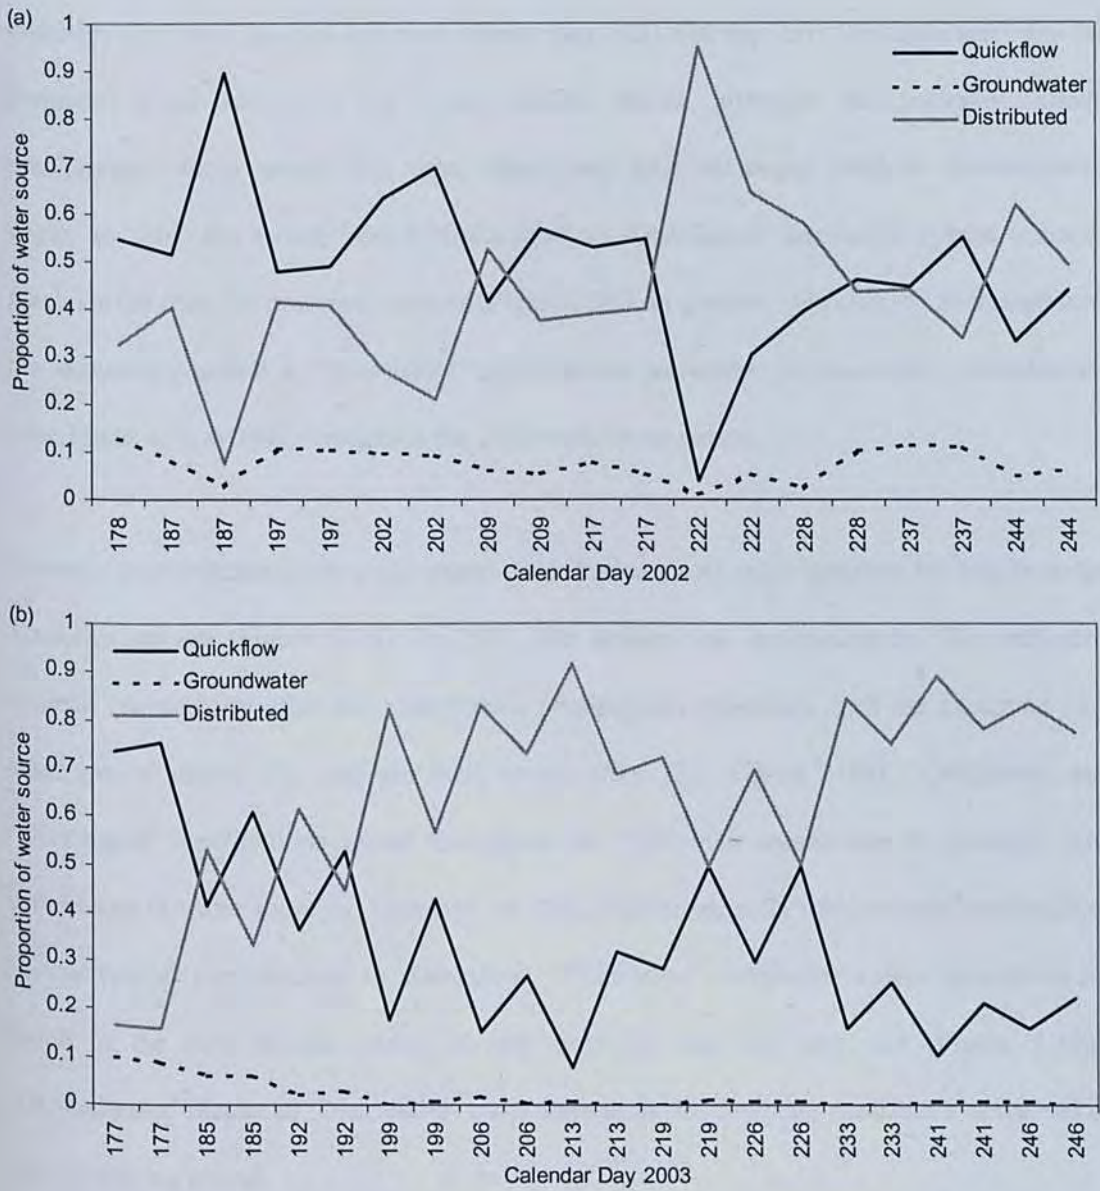 (a)
1
0.9
0.8
0.7
0.6
0.5
0.4
0.3
0.2
0.1
0
Proportion of water source
Quickflow
Groundwater
Distributed
178 187 187 197 197 202 202 209 209 217 217 222 222 228 228 237 237 244 244
Calendar Day 2002
(b)
1
0.9
0.8
0.7
0.6
0.5
0.4
0.3
0.2
0.1
0
Proportion of water source
Quickflow
Groundwater
Distributed
177 177 185 185 192 192 199 199 206 206 213 213 219 219 226 226 233 233 241 241 246 246
Calendar Day 2003